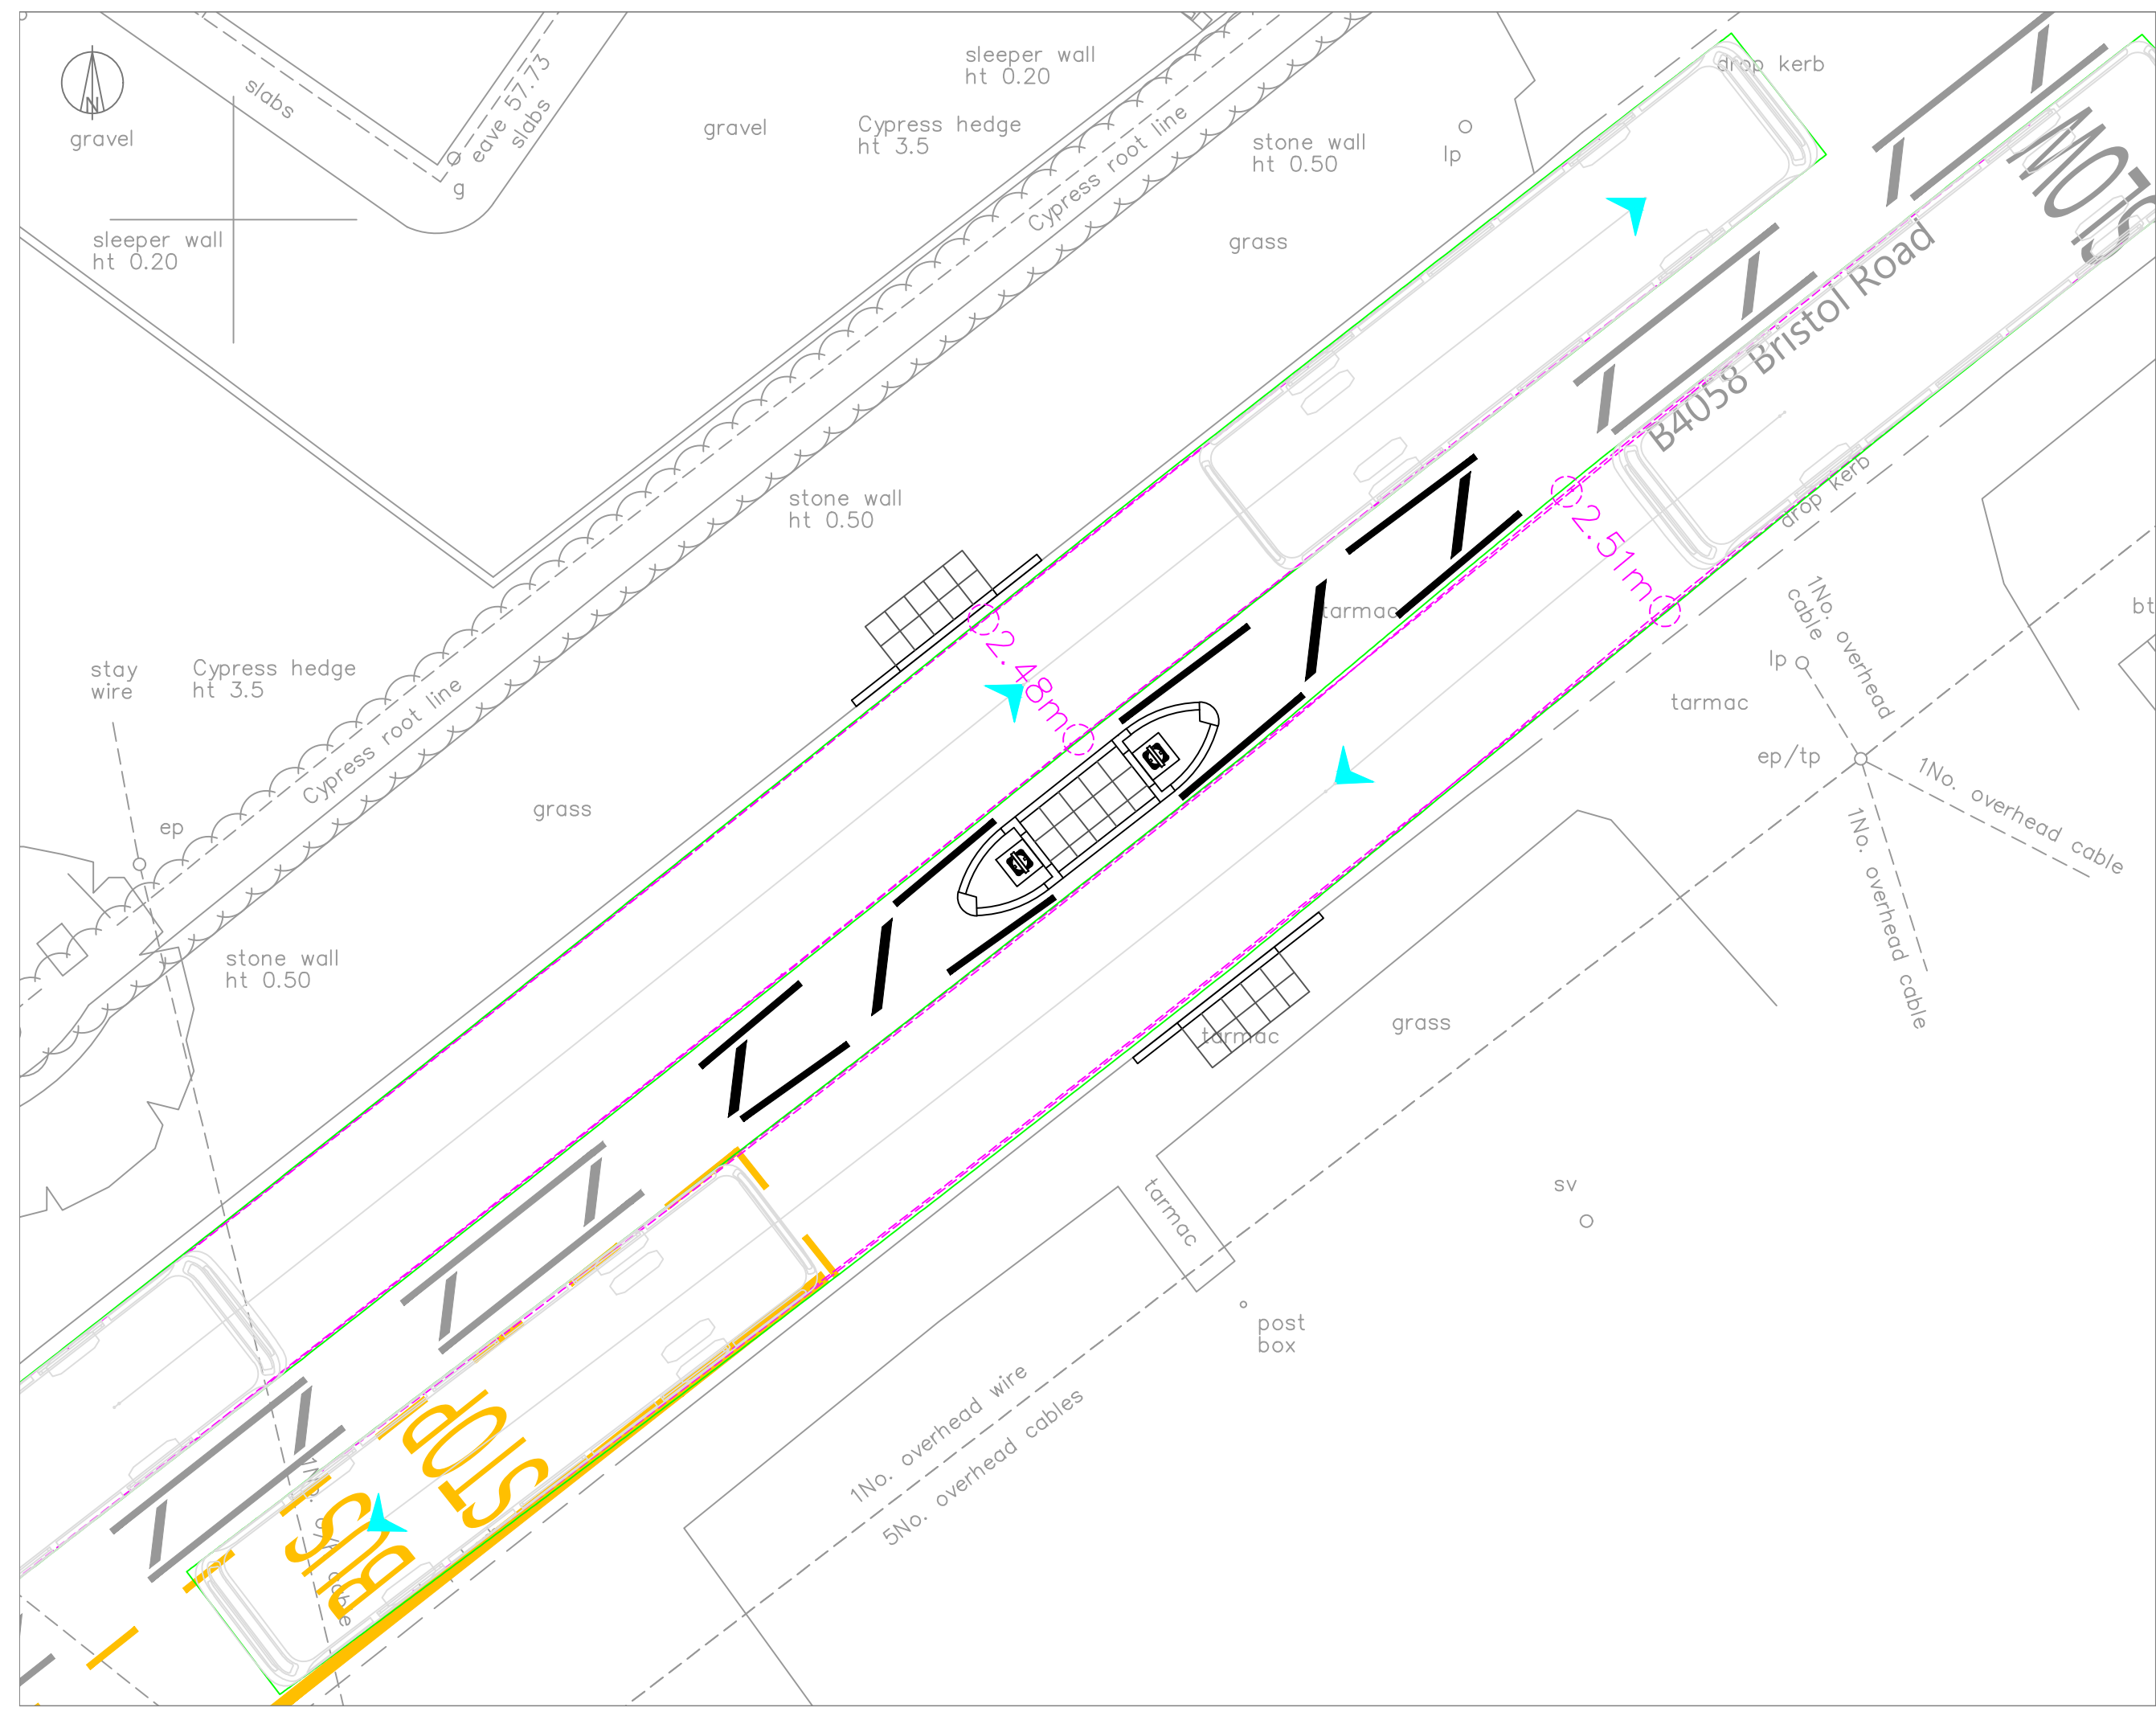 N
gravel
slabs
eave 57.73
slabs
g
sleeper wall
ht 0.20
sleeper wall
ht 0.20
gravel
Cypress hedge
ht 3.5
Cypress root line
stone wall
ht 0.50
lp
drop kerb
grass
SLOW
B4058 Bristol Road
stone wall
ht 0.50
drop kerb
2.51m
2.48m
tarmac
1No. overhead
cable
lp
bt
tarmac
ep/tp
1No. overhead cable
1No. overhead cable
stay
wire
Cypress hedge
ht 3.5
Cypress root line
ep
grass
stone wall
ht 0.50
tarmac
grass
tarmac
sv
post
box
1No. overhead wire
5No. overhead cables
BUS
STOP